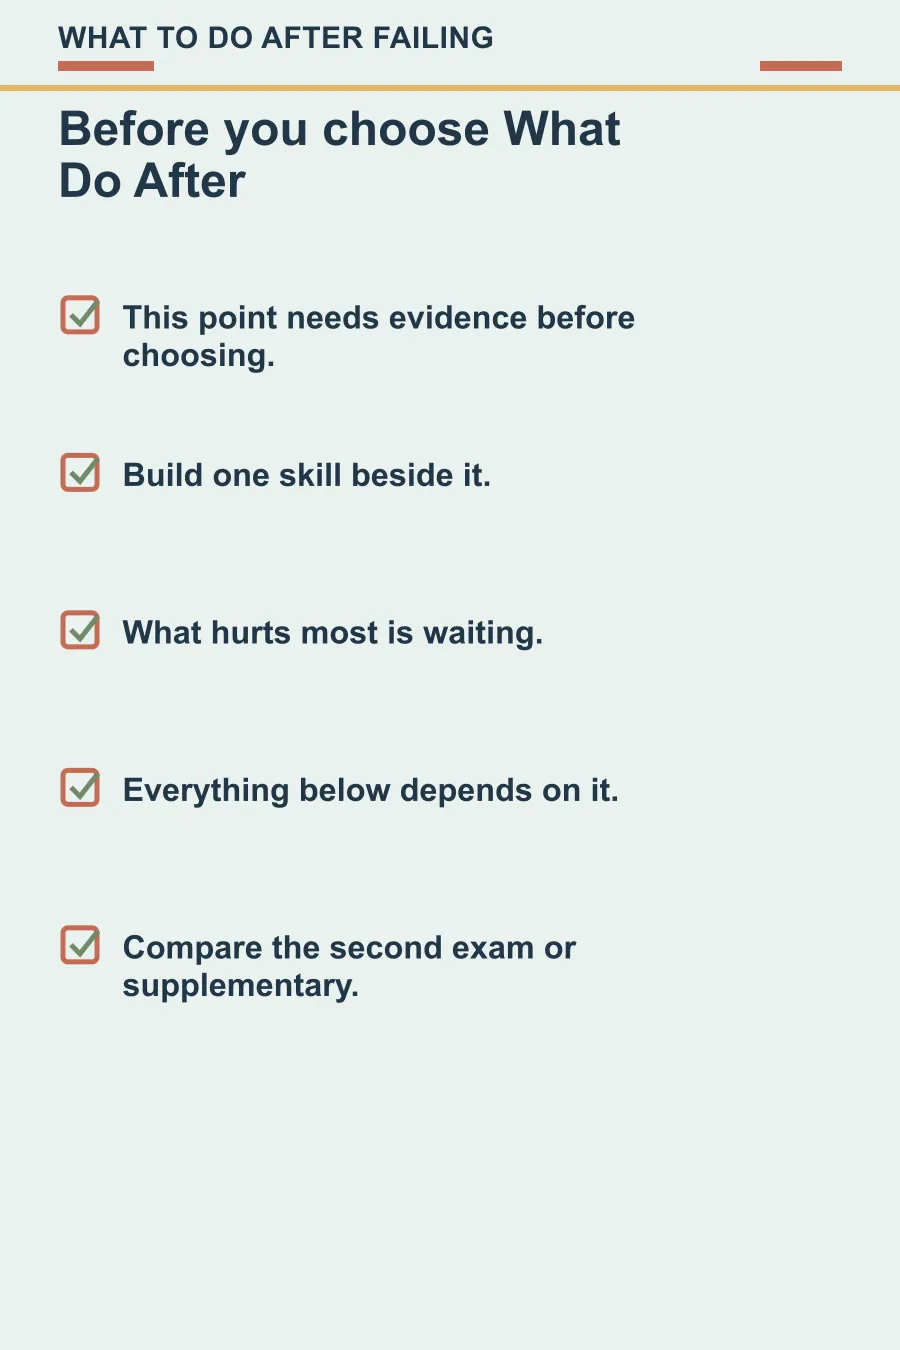 WHAT TO DO AFTER FAILING
Before you choose What
Do After
This point needs evidence before
choosing.
Build one skill beside it.
What hurts most is waiting.
Everything below depends on it.
Compare the second exam or
supplementary.